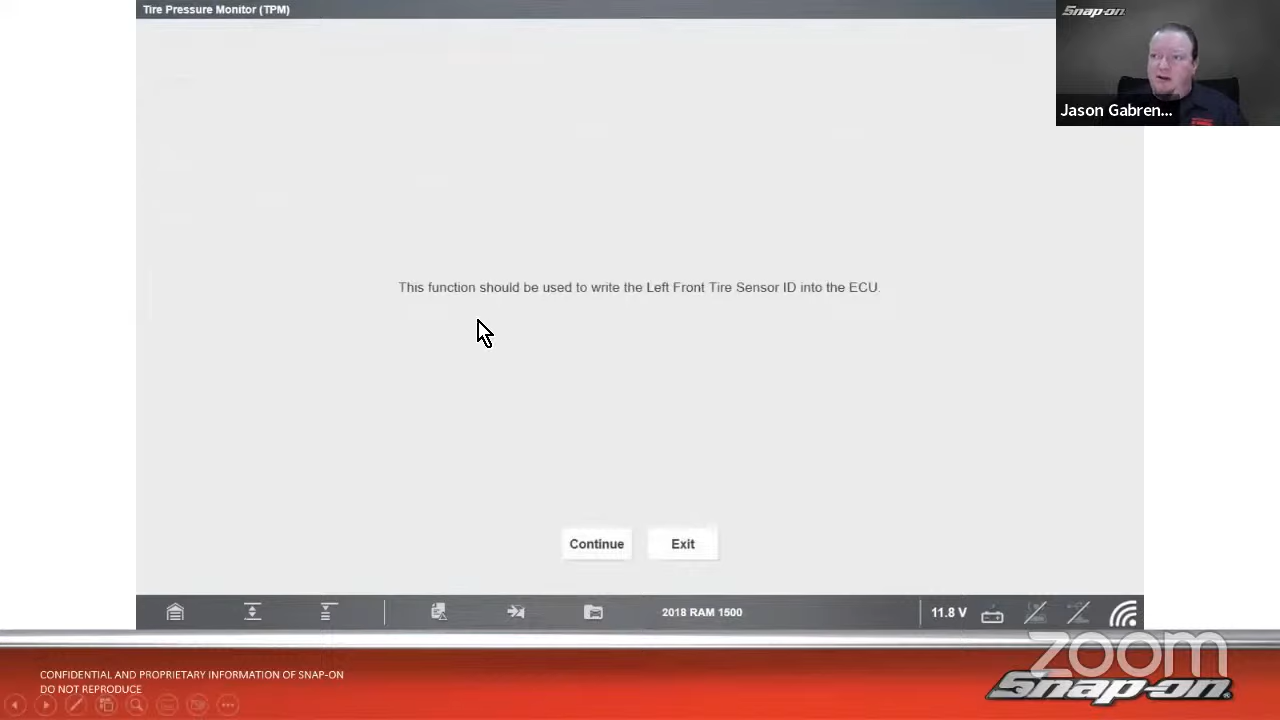 Tire Pressure Monitor (TPM)
Snap-on
Jason Gabren...
This function should be used to write the Left Front Tire Sensor ID into the ECU.
Continue
Exit
2018 RAM 1500
11.8 V
zoom
CONFIDENTIAL AND PROPRIETARY INFORMATION OF SNAP-ON
DO NOT REPRODUCE
Snap-on